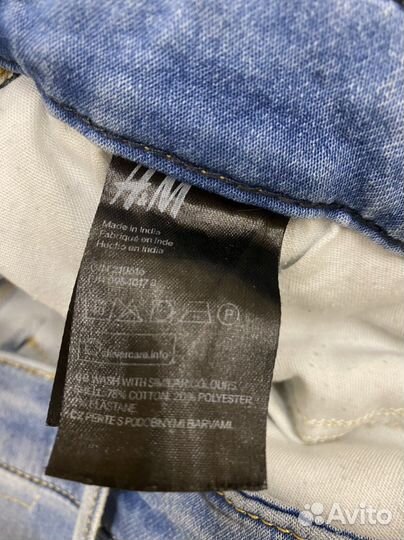 H&M
Made in India
Fabriqué en Inde
Hecho en India
clevercare.info
WASH WITH SIMILAR COLOURS.
SHELL: 78% COTTON, 20% POLYESTER,
ELASTANE
CZ PERTE S PODOBNÝMI BARVAMI.
Avito